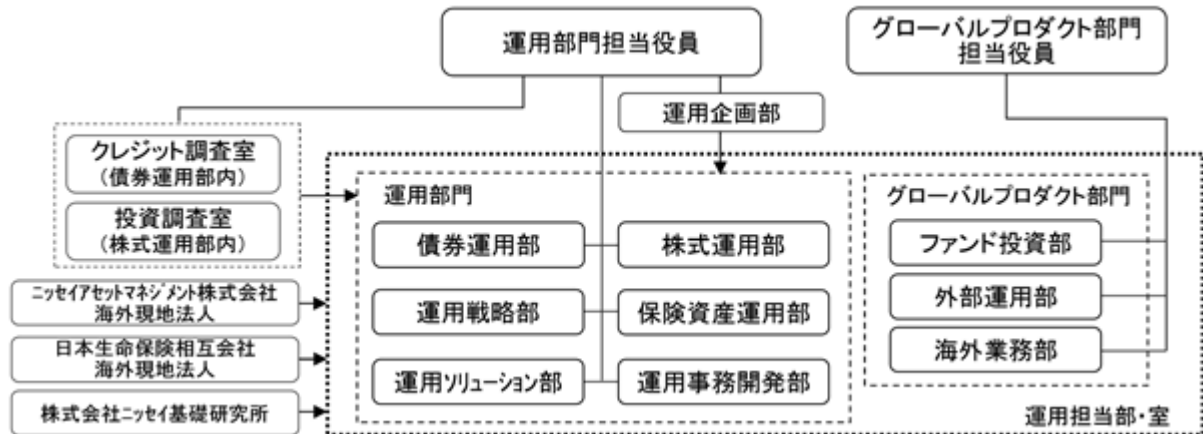 運用部門担当役員
グローバルプロダクト部門
担当役員
運用企画部
クレジット調査室
(債券運用部内)
投資調査室
(株式運用部内)
運用部門
債券運用部
株式運用部
運用戦略部
保険資産運用部
運用ソリューション部
運用事務開発部
グローバルプロダクト部門
ファンド投資部
外部運用部
海外業務部
ニッセイアセットマネジメント株式会社
海外現地法人
日本生命保険相互会社
海外現地法人
株式会社ニッセイ基礎研究所
運用担当部・室